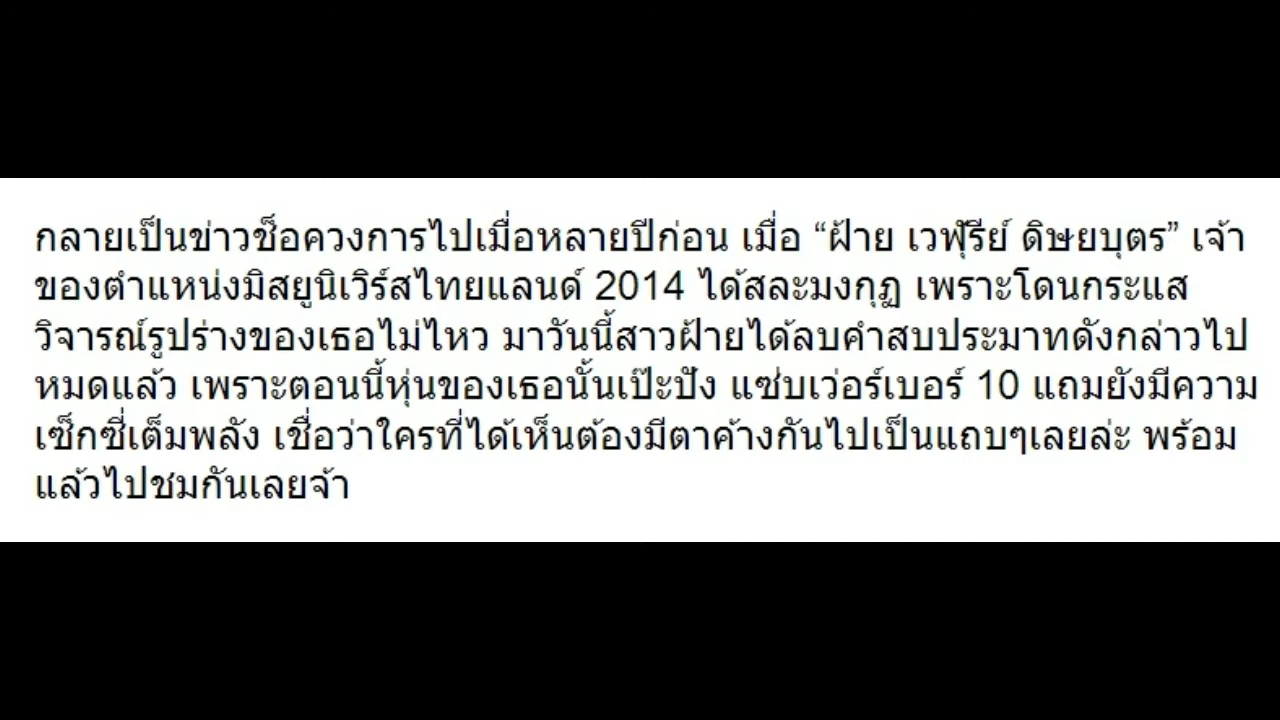 กลายเป็นข่าวช็อควงการไปเมื่อหลายปีก่อน เมื่อ “ฝ้าย เวฬุรีย์ ดิษยบุตร” เจ้า
ของตำแหน่งมิสยูนิเวิร์สไทยแลนด์ 2014 ได้สละมงกุฏ เพราะโดนกระแส
วิจารณ์รูปร่างของเธอไม่ไหว มาวันนี้สาวฝ้ายได้ลบคำสบประมาทดังกล่าวไป
หมดแล้ว เพราะตอนนี้หุ่นของเธอนั้นเป๊ะปัง แซ่บเว่อร์เบอร์ 10 แถมยังมีความ
เซ็กซี่เต็มพลัง เชื่อว่าใครที่ได้เห็นต้องมีตาค้างกันไปเป็นแถบๆเลยล่ะ พร้อม
แล้วไปชมกันเลยจ้า